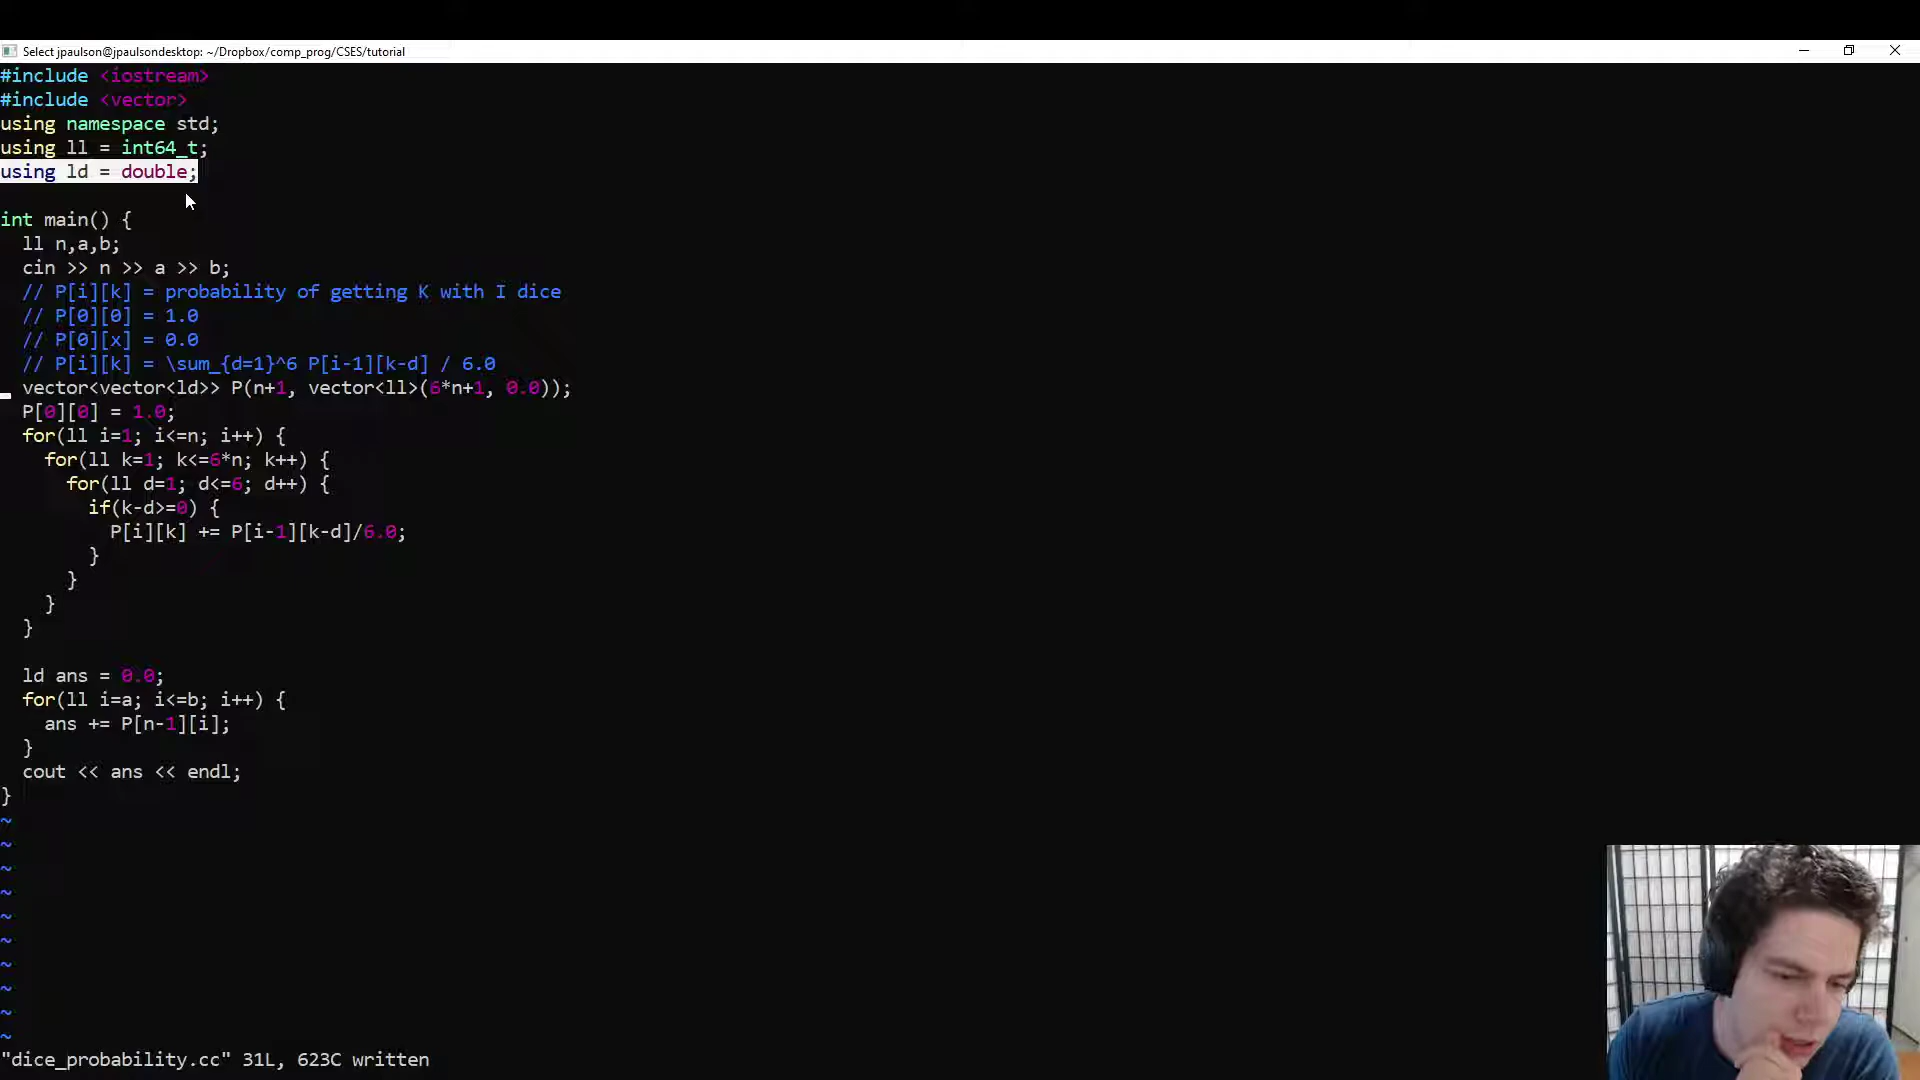 Select jpaulson@jpaulsondesktop: ~/Dropbox/comp_prog/CSES/tutorial
#include <iostream>
#include <vector>
using namespace std;
using ll = int64_t;
using ld = double;

int main() {
  ll n,a,b;
  cin >> n >> a >> b;
  // P[i][k] = probability of getting K with I dice
  // P[0][0] = 1.0
  // P[0][x] = 0.0
  // P[i][k] = \sum_{d=1}^6 P[i-1][k-d] / 6.0
  vector<vector<ld>> P(n+1, vector<ll>(6*n+1, 0.0));
  P[0][0] = 1.0;
  for(ll i=1; i<=n; i++) {
    for(ll k=1; k<=6*n; k++) {
      for(ll d=1; d<=6; d++) {
        if(k-d>=0) {
          P[i][k] += P[i-1][k-d]/6.0;
        }
      }
    }
  }

  ld ans = 0.0;
  for(ll i=a; i<=b; i++) {
    ans += P[n-1][i];
  }
  cout << ans << endl;
}
~
~
~
~
~
~
~
~
~
~
"dice_probability.cc" 31L, 623C written